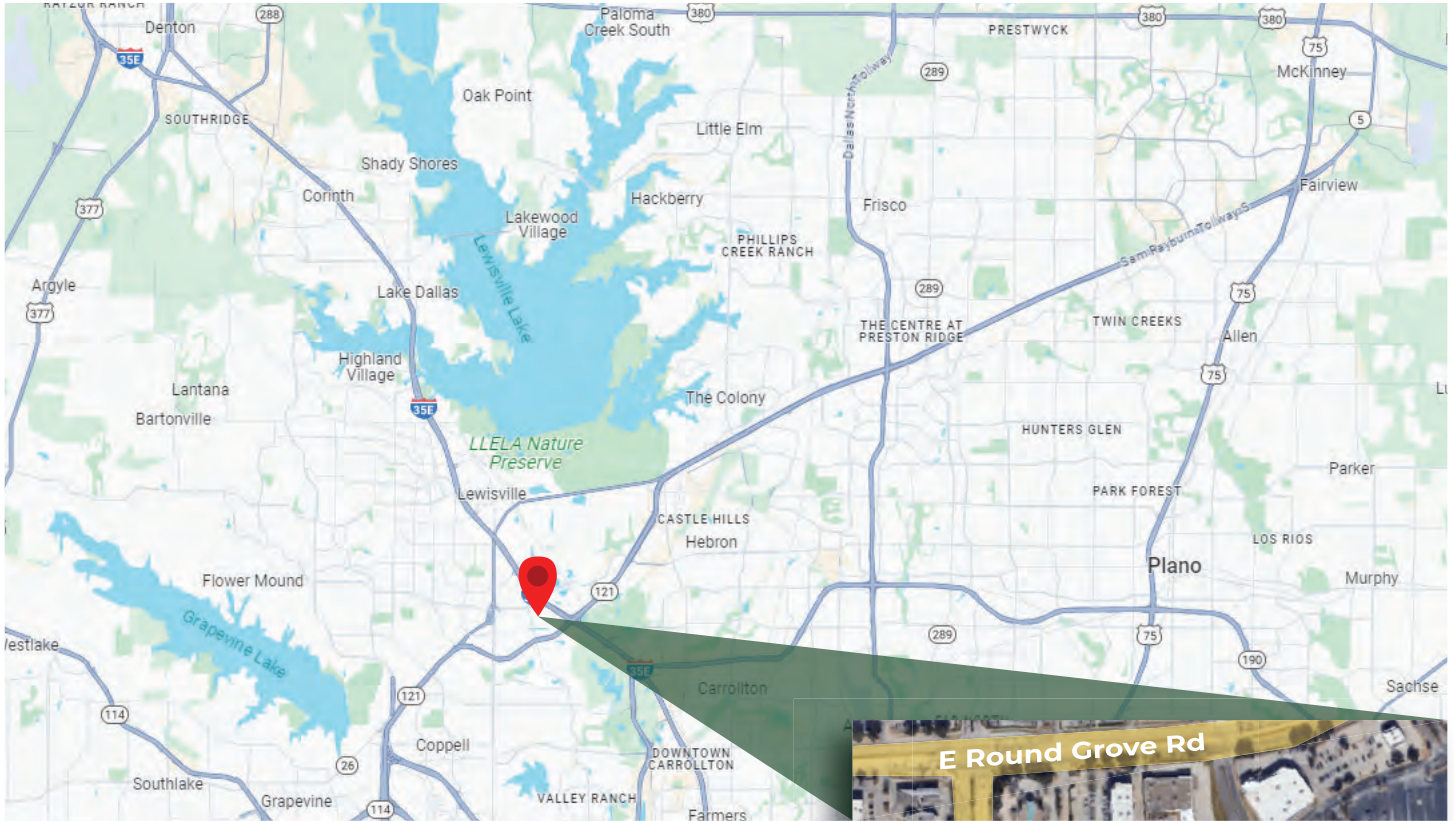 Denton
288
Paloma
Creek South
380
PRESTWYCK
380
380
75
35E
289
McKinney
Oak Point
Dallas North Tollway
SOUTHRIDGE
Little Elm
5
Shady Shores
Corinth
Hackberry
Frisco
Fairview
377
Lakewood
Village
Sam Rayburn Tollway S
PHILLIPS
CREEK RANCH
Lewisville Lake
Argyle
Lake Dallas
289
75
377
THE CENTRE AT
PRESTON RIDGE
TWIN CREEKS
Allen
Highland
Village
75
Lantana
The Colony
35E
Bartonville
HUNTERS GLEN
LLELA Nature
Preserve
Parker
Lewisville
PARK FOREST
CASTLE HILLS
Hebron
LOS RIOS
Plano
Flower Mound
121
Murphy
Grapevine Lake
289
75
190
35E
Carrollton
Sachse
121
114
E Round Grove Rd
Coppell
DOWNTOWN
CARROLLTON
26
Southlake
VALLEY RANCH
Grapevine
114
Farmers